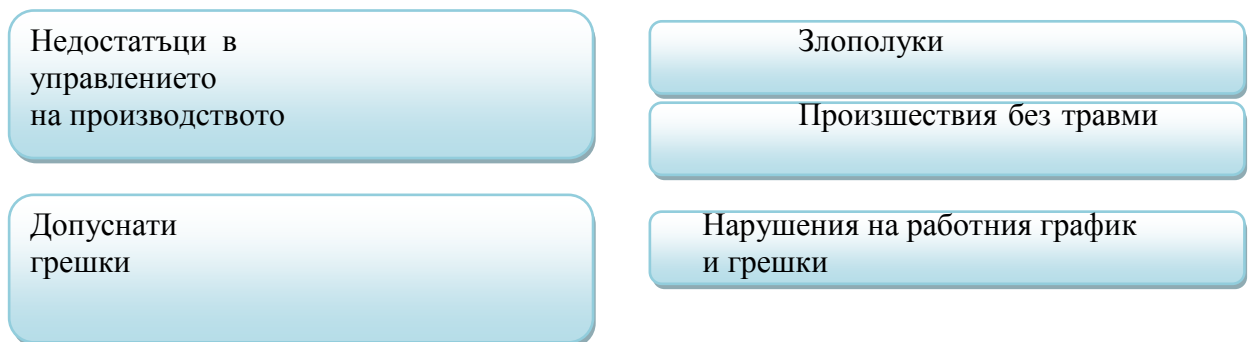 Недостатъци в
управлението
на производството
Допуснати
грешки
Злополуки
Произшествия без травми
Нарушения на работния график
и грешки